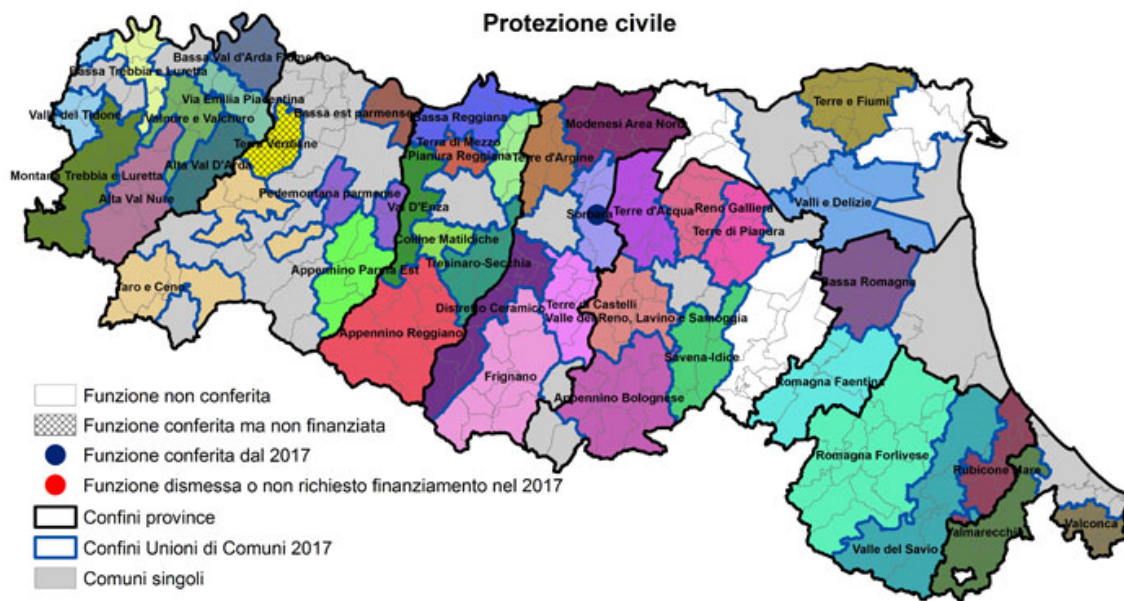 Protezione civile
Bassa Val d'Arda Fiume Po
Bassa Trebbia e Luretta
Via Emilia Piacentina
Valle del Tidone
Valnure e Valchero
Bassa est parmense
Terre Verdiane
Alta Val D'Arda
Montana Trebbia e Luretta
Alta Val Nure
Pedemontana parmense
Taro e Ceno
Appennino Parma Est
Bassa Reggiana
Terra di Mezzo
Pianura Reggiana
Val D'Enza
Colline Matildiche
Tresinaro-Secchia
Appennino Reggiano
Terre d'Argine
Modenesi Area Nord
Sorbara
Distretto Ceramico
Terre di Castelli
Frignano
Terre d'Acqua
Reno Galliera
Terre di Pianura
Valle del Reno, Lavino e Samoggia
Savena-Idice
Appennino Bolognese
Terre e Fiumi
Valli e Delizie
Bassa Romagna
Romagna Faentina
Romagna Forlivese
Rubicone Mare
Valle del Savio
Valmarecchia
Valconca
Funzione non conferita
Funzione conferita ma non finanziata
Funzione conferita dal 2017
Funzione dismessa o non richiesto finanziamento nel 2017
Confini province
Confini Unioni di Comuni 2017
Comuni singoli